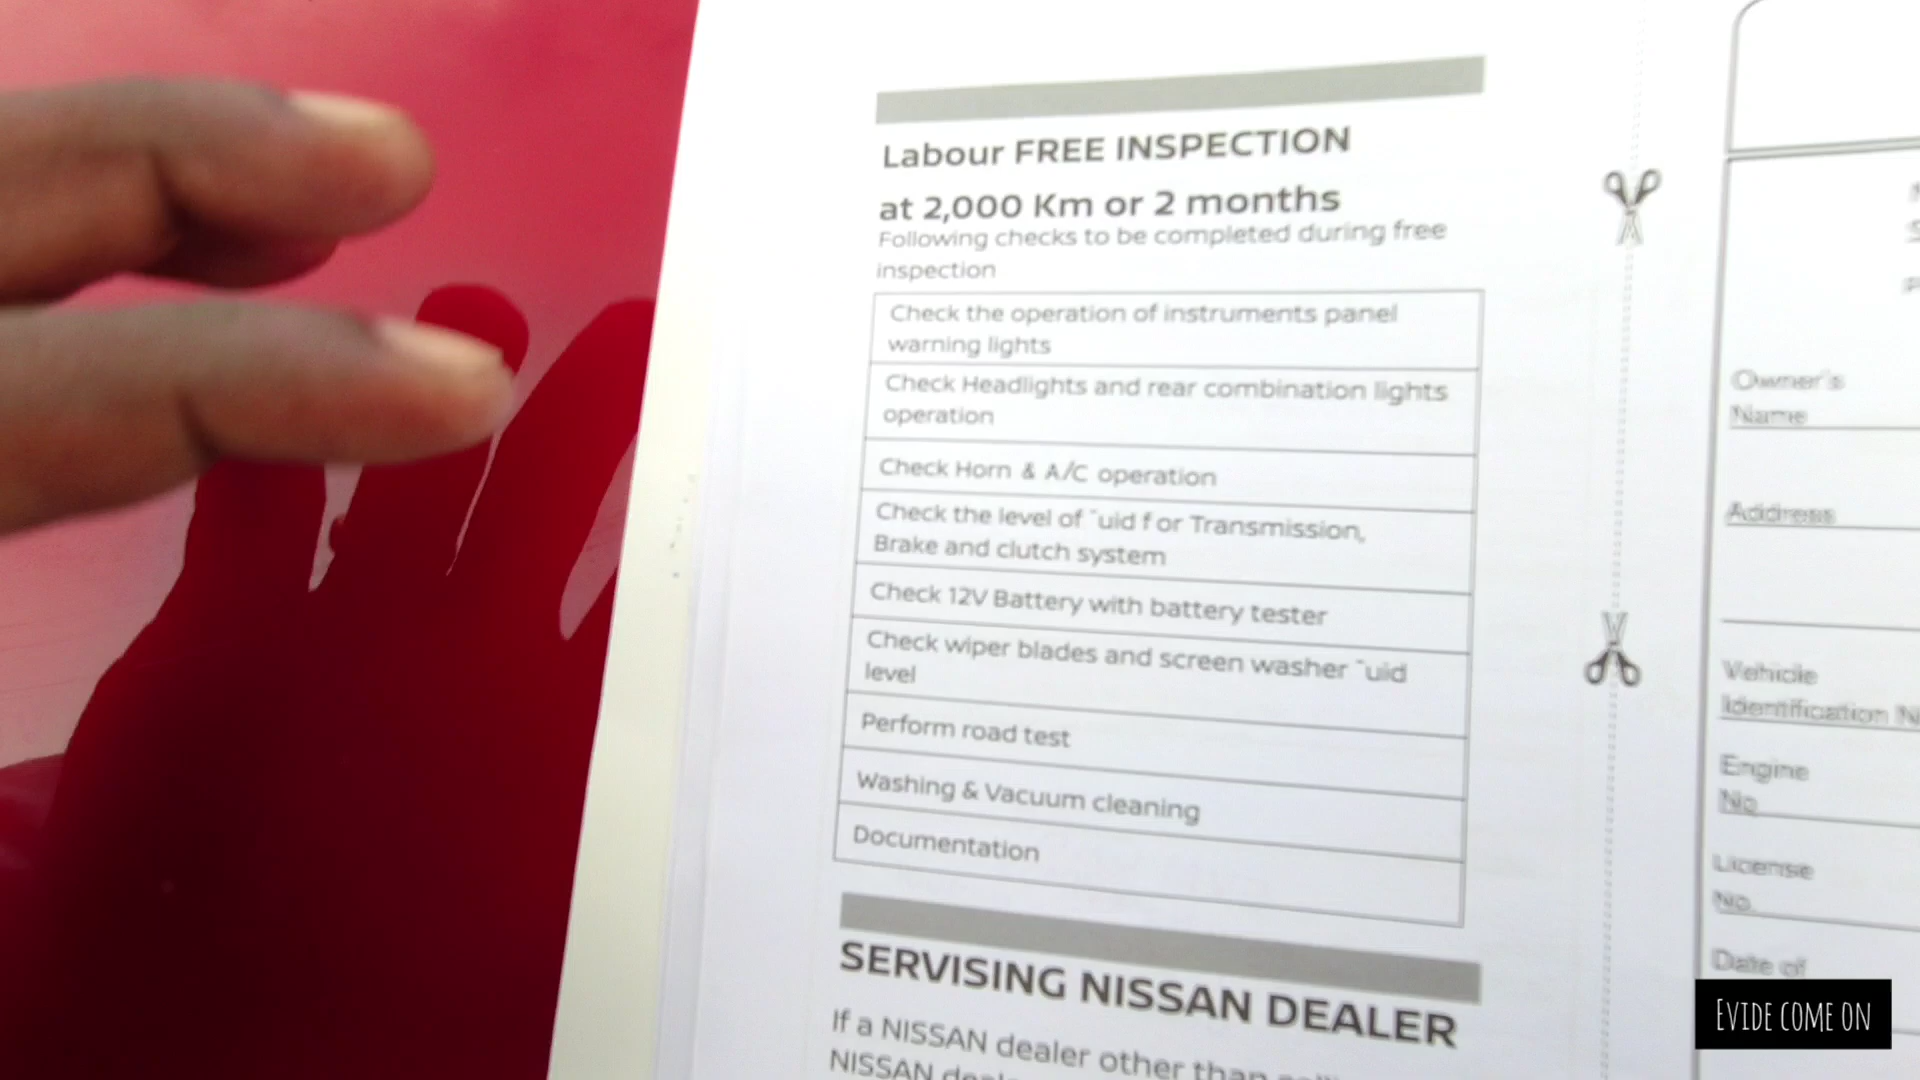 Labour FREE INSPECTION
at 2,000 Km or 2 months
Following checks to be completed during free
inspection
Check the operation of instruments panel
warning lights
Check Headlights and rear combination lights
operation
Check Horn & A/C operation
Check the level of ˜uid f or Transmission,
Brake and clutch system
Check 12V Battery with battery tester
Check wiper blades and screen washer ˜uid
level
Perform road test
Washing & Vacuum cleaning
Documentation
SERVISING NISSAN DEALER
If a NISSAN dealer other than
NISSAN
Owner's
Name
Address
Vehicle
Identification
Engine
No
License
No.
Date of
EVIDE COME ON